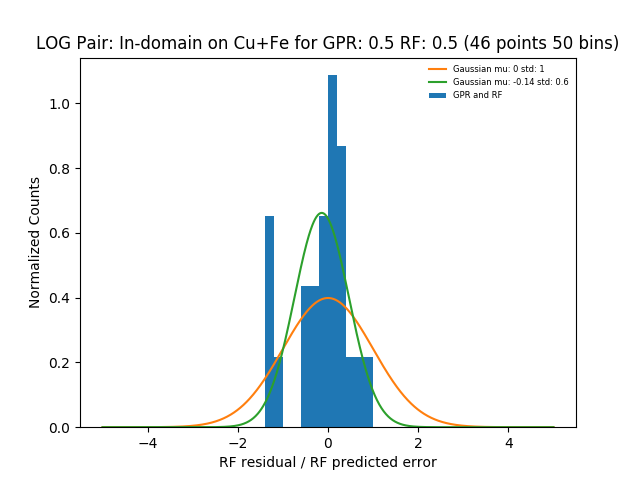 LOG Pair: In-domain on Cu+Fe for GPR: 0.5 RF: 0.5 (46 points 50 bins)
Gaussian mu: 0 std: 1
Gaussian mu: -0.14 std: 0.6
GPR and RF
Normalized Counts
1.0
0.8
0.6
0.4
0.2
0.0
−4 −2 0 2 4
RF residual / RF predicted error